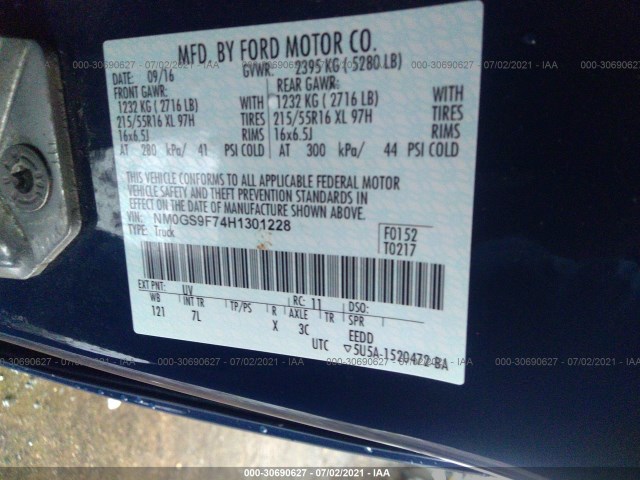 MFD. BY FORD MOTOR CO.
DATE: 09/16 GVWR: 2395 KG ( 5280 LB)
FRONT GAWR: REAR GAWR:
1232 KG ( 2716 LB) WITH 1232 KG ( 2716 LB) WITH
215/55R16 XL 97H TIRES 215/55R16 XL 97H TIRES
16x6.5J RIMS 16x6.5J RIMS
AT 280 kPa/ 41 PSI COLD AT 300 kPa/ 44 PSI COLD
THIS VEHICLE CONFORMS TO ALL APPLICABLE FEDERAL MOTOR
VEHICLE SAFETY AND THEFT PREVENTION STANDARDS IN
EFFECT ON THE DATE OF MANUFACTURE SHOWN ABOVE.
VIN: NM0GS9F74H1301228
TYPE: Truck
F0152
T0217
EXT PNT: UV RC: 11 DSO:
WB INT TR TP/PS R AXLE TR SPR
121 7L X 3C EEDD
UTC ▽SU5A-1520472-BA
00 - 30690627 - 07/02/2021 - IAA